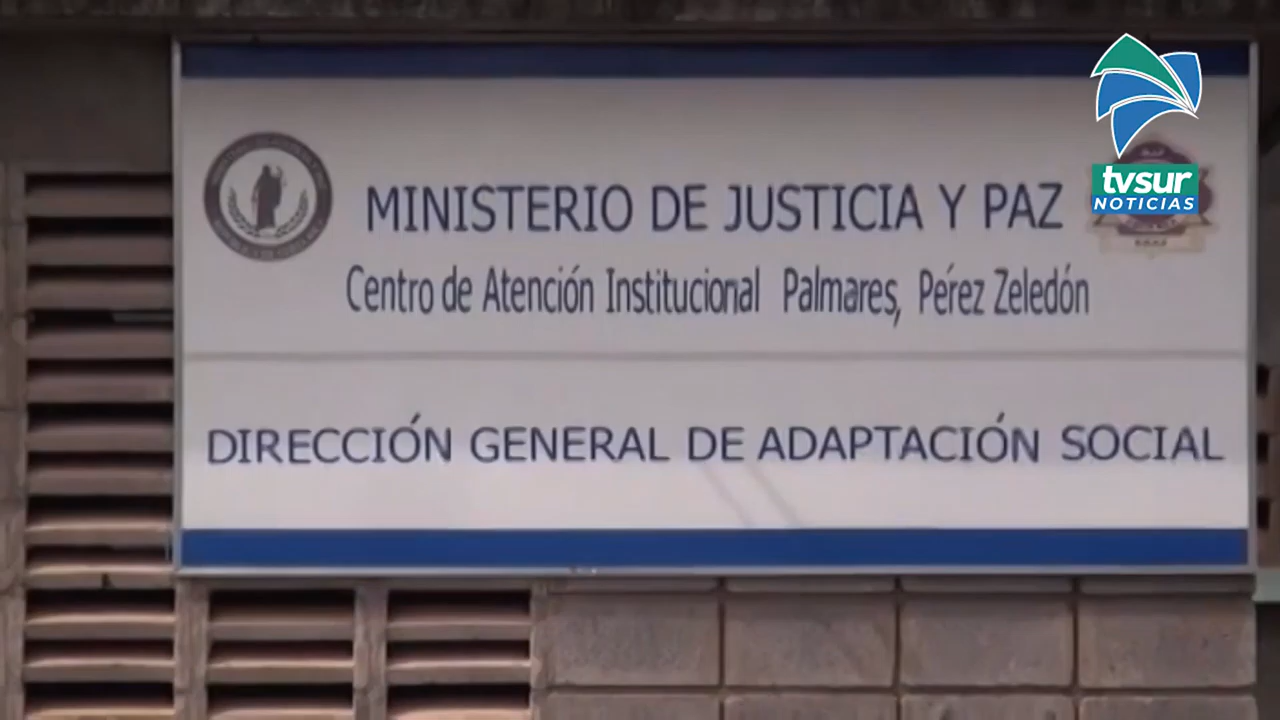 MINISTERIO DE JUSTICIA Y PAZ
Centro de Atención Institucional Palmares, Pérez Zeledón
DIRECCIÓN GENERAL DE ADAPTACIÓN SOCIAL
tvsur
NOTICIAS